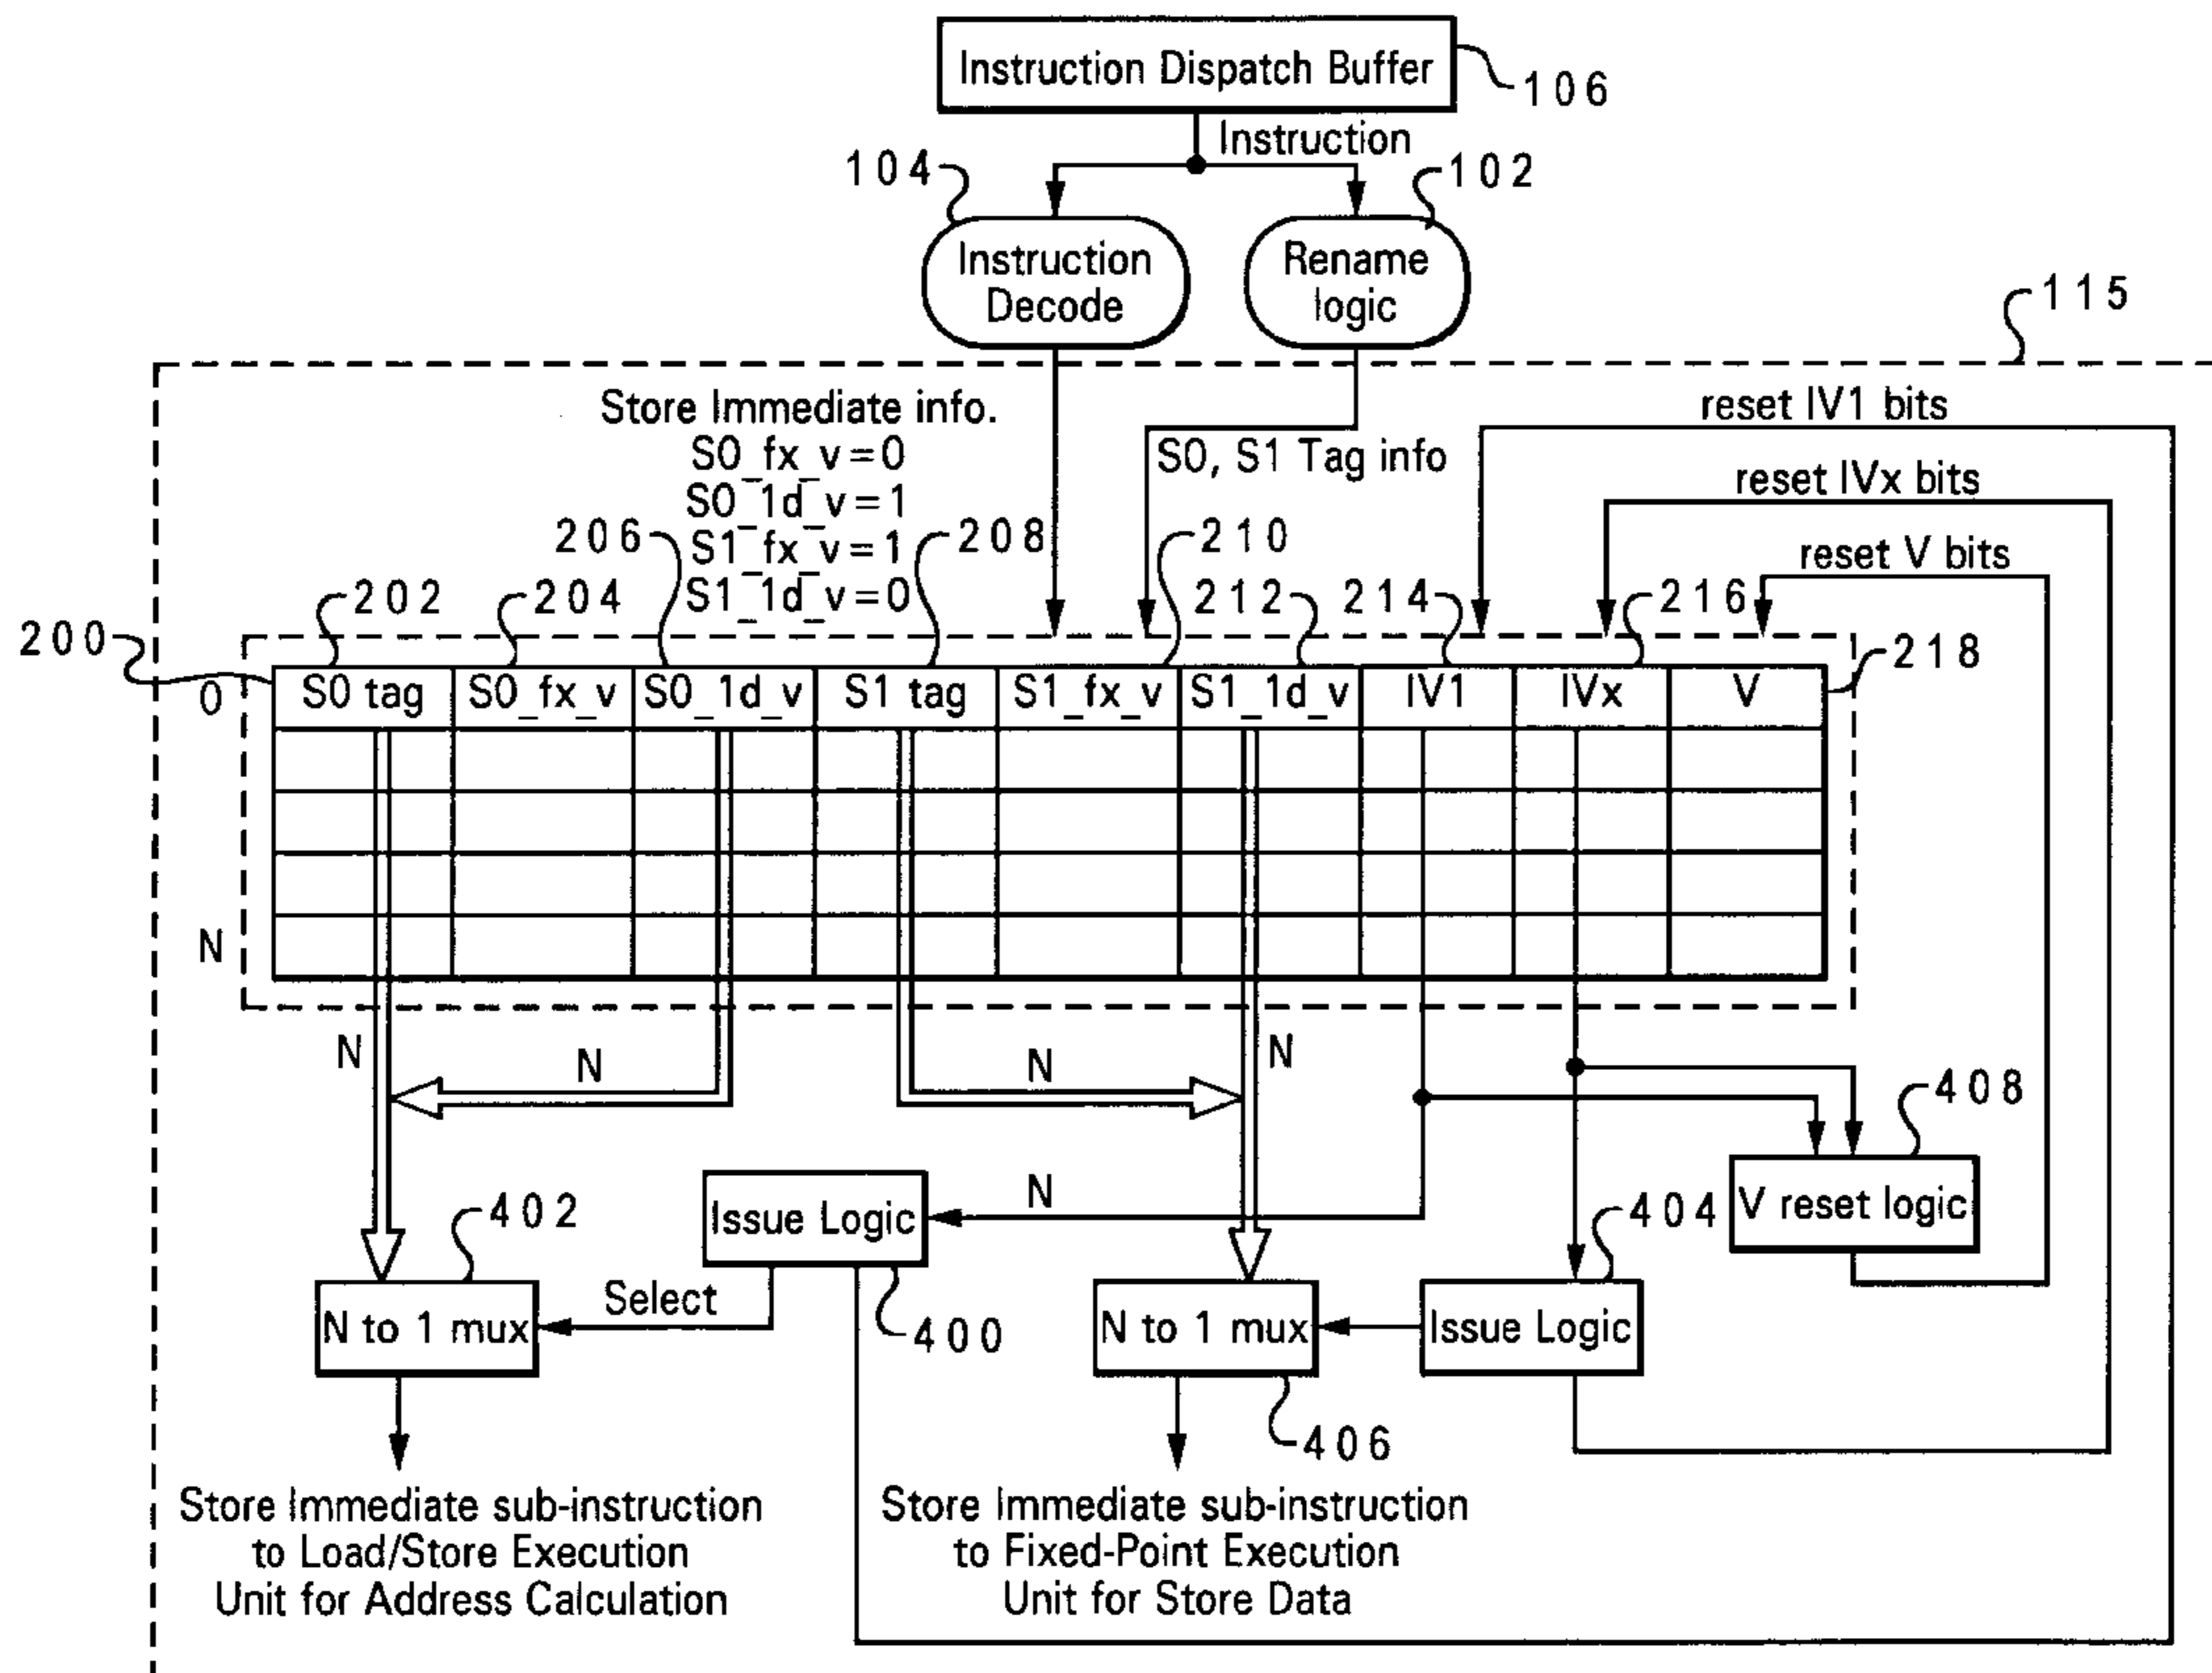 Instruction Dispatch Buffer
106
Instruction
104
102
Instruction
Decode
Rename
logic
115
Store Immediate info.
S0_fx_v=0
S0_1d_v=1
S1_fx_v=1
S1_1d_v=0
S0, S1 Tag info
reset IV1 bits
reset IVx bits
reset V bits
200
202
204
206
208
210
212
214
216
218
0
S0 tag
S0_fx_v
S0_1d_v
S1 tag
S1_fx_v
S1_1d_v
IV1
IVx
V
N
N
N
N
N
408
V reset logic
N
Issue Logic
400
402
404
Select
N to 1 mux
N to 1 mux
Issue Logic
406
Store Immediate sub-instruction
to Load/Store Execution
Unit for Address Calculation
Store Immediate sub-instruction
to Fixed-Point Execution
Unit for Store Data